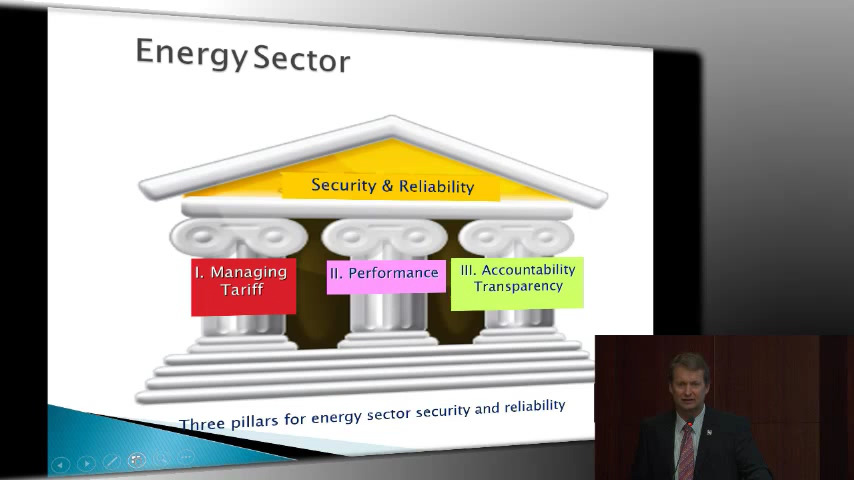 Energy Sector
Security & Reliability
I. Managing
Tariff
II. Performance
III. Accountability
Transparency
Three pillars for energy sector security and reliability